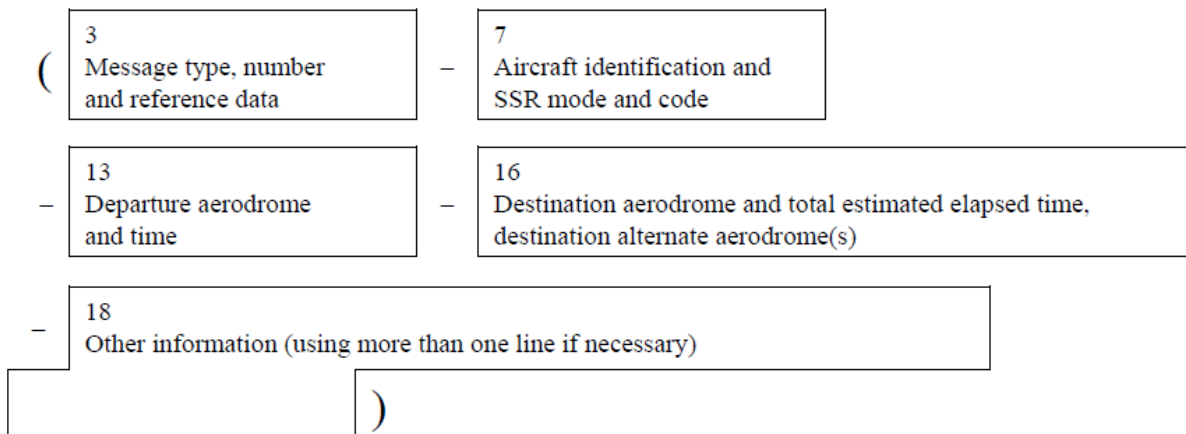 3
7
( Message type, number
and reference data
– Aircraft identification and
SSR mode and code
13
16
– Departure aerodrome
and time
– Destination aerodrome and total estimated elapsed time,
destination alternate aerodrome(s)
18
– Other information (using more than one line if necessary)
)